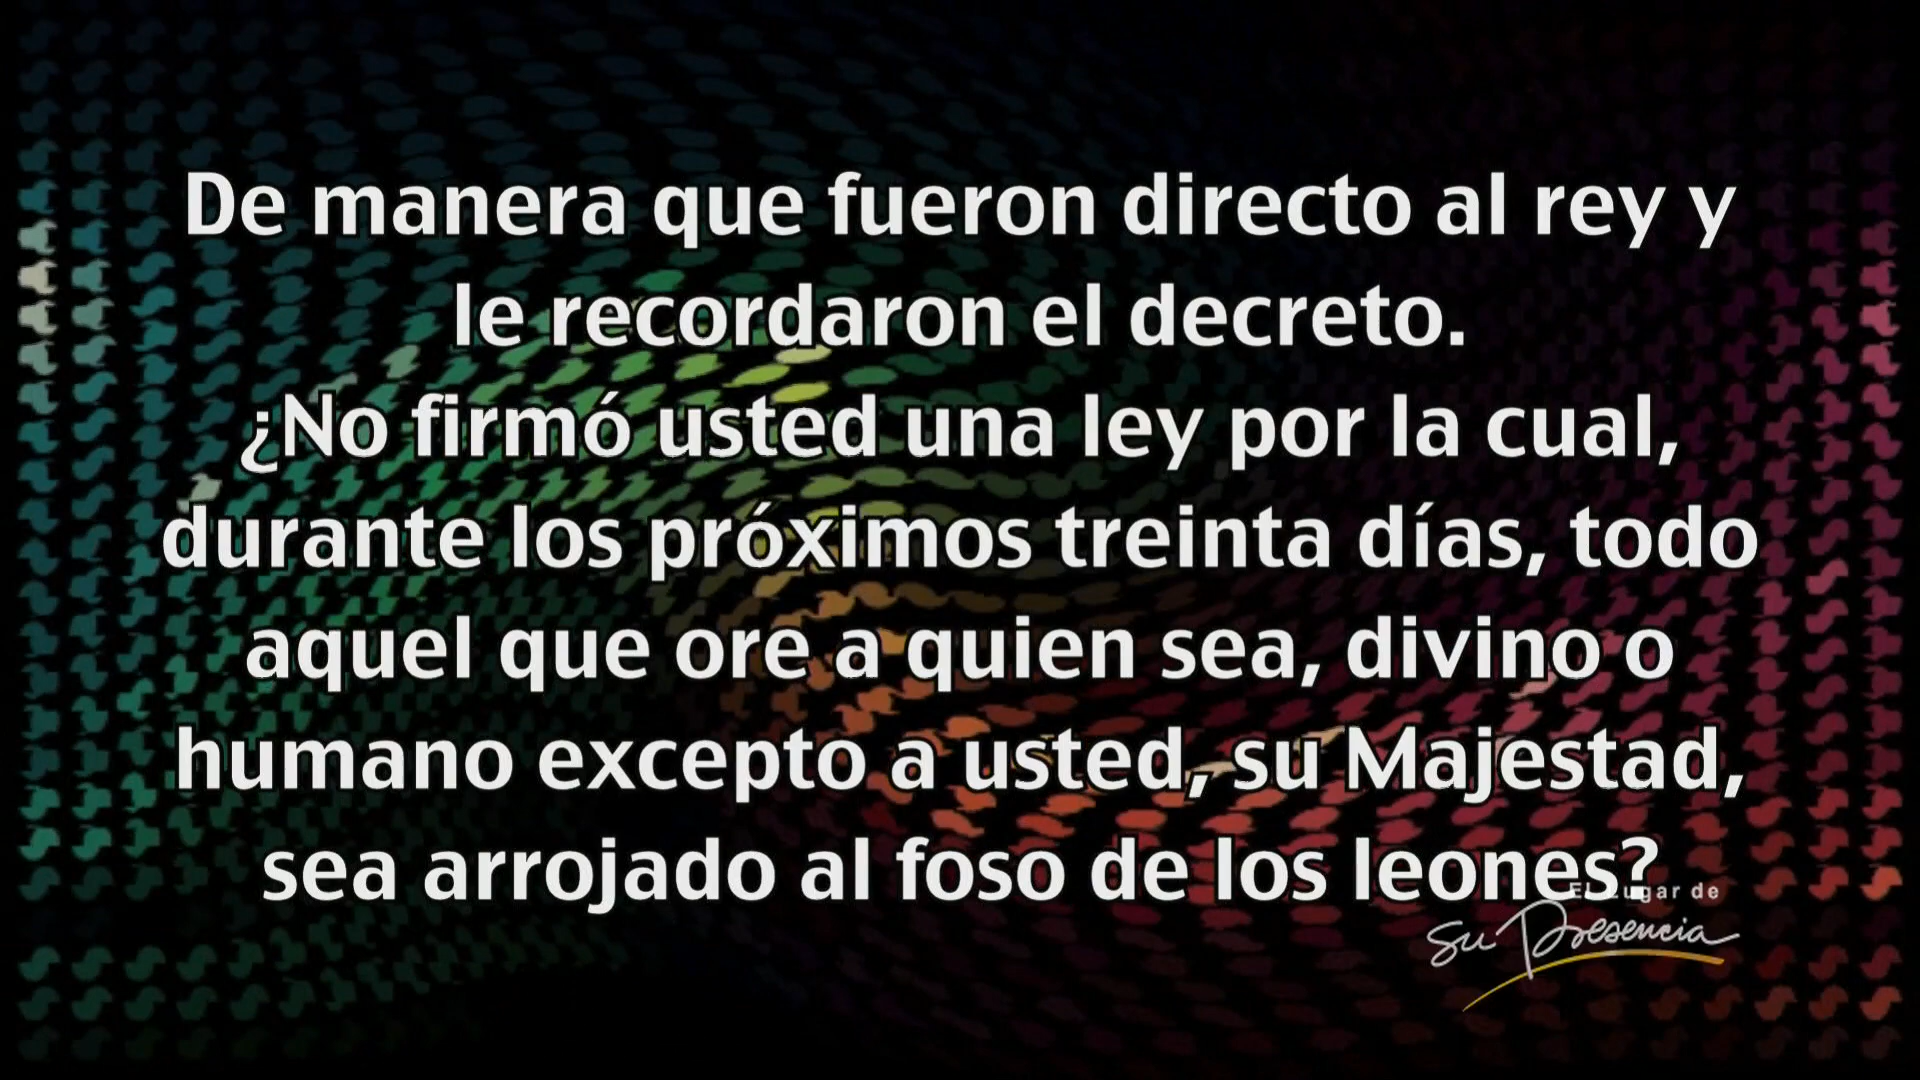 De manera que fueron directo al rey y
le recordaron el decreto.
¿No firmó usted una ley por la cual,
durante los próximos treinta días, todo
aquel que ore a quien sea, divino o
humano excepto a usted, su Majestad,
sea arrojado al foso de los leones?
El Lugar de
Su Presencia